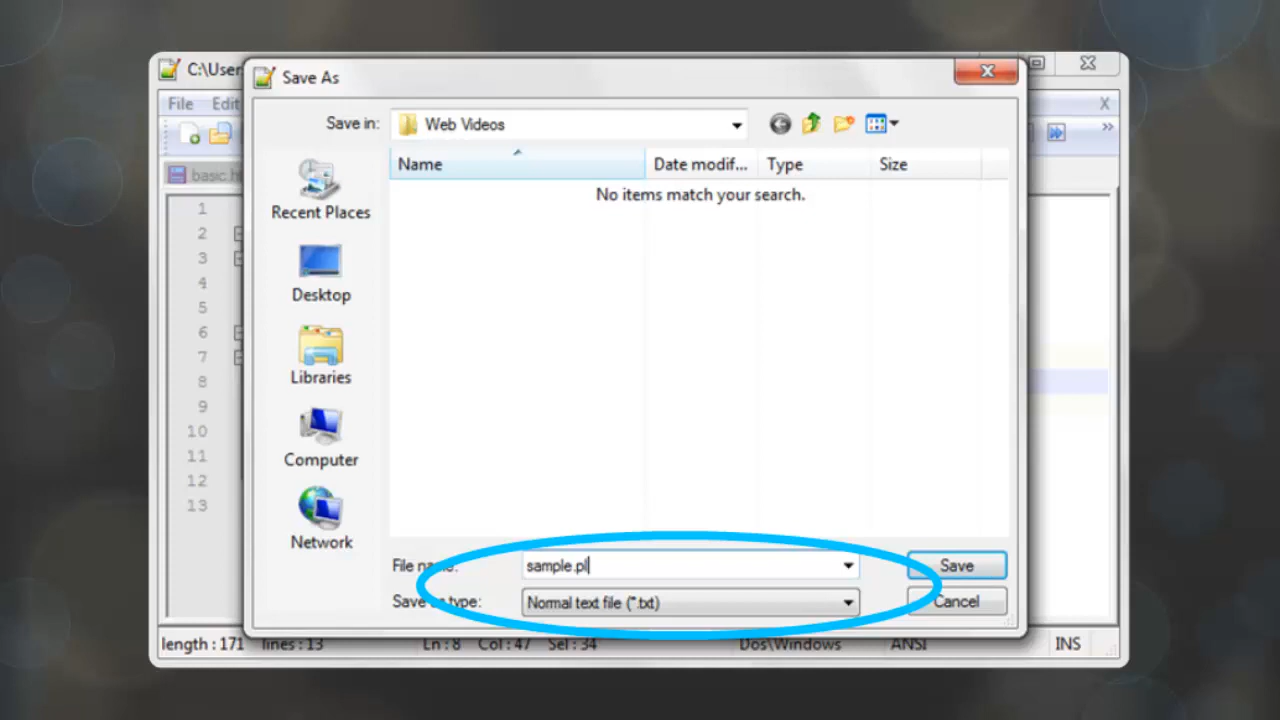 C:\User
Save As
File Edit
X
Save in: Web Videos
»
basic.h
Name Date modif... Type Size
No items match your search.
Recent Places
Desktop
Libraries
Computer
Network
1
2
3
4
5
6
7
8
9
10
11
12
13
File name: sample.pl Save
Save as type: Normal text file (*.txt) Cancel
length : 171 lines : 13 Ln : 8 Col : 47 Sel : 34 Dos\Windows ANSI INS